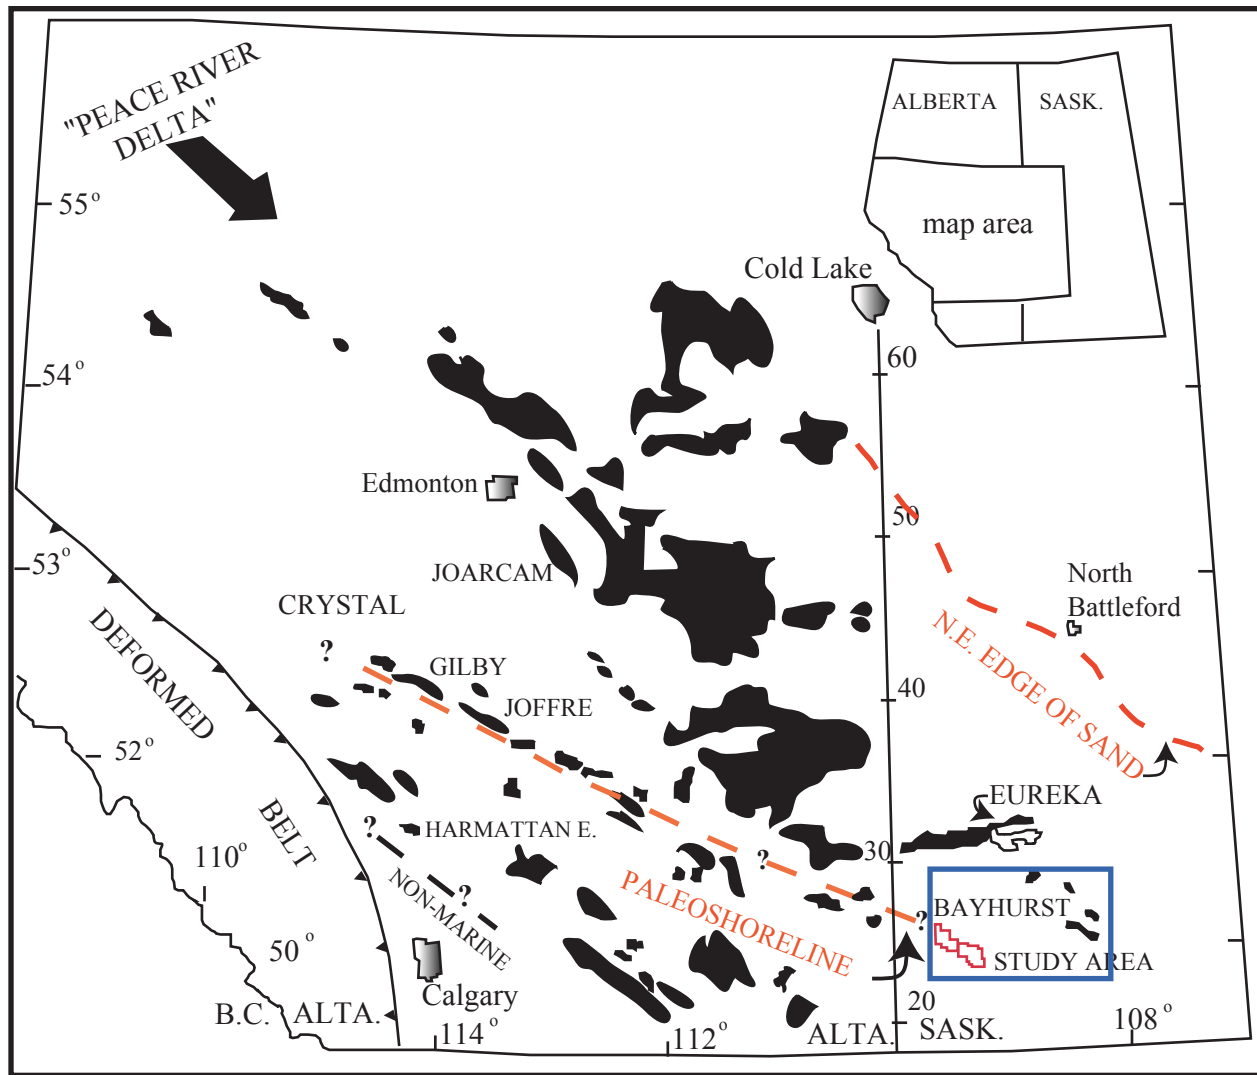 "PEACE RIVER
DELTA"
ALBERTA
SASK.
map area
55°
Cold Lake
60
54°
Edmonton
50
53°
JOARCAM
North
Battleford
CRYSTAL
DEFORMED
BELT
?
GILBY
JOFFRE
40
N.E. EDGE OF SAND
52°
EUREKA
?
HARMATTAN E.
110°
30
?
?
NON-MARINE
PALEOSHORELINE
?
BAYHURST
STUDY AREA
50°
Calgary
B.C.
ALTA.
20
ALTA.
SASK.
114°
112°
108°